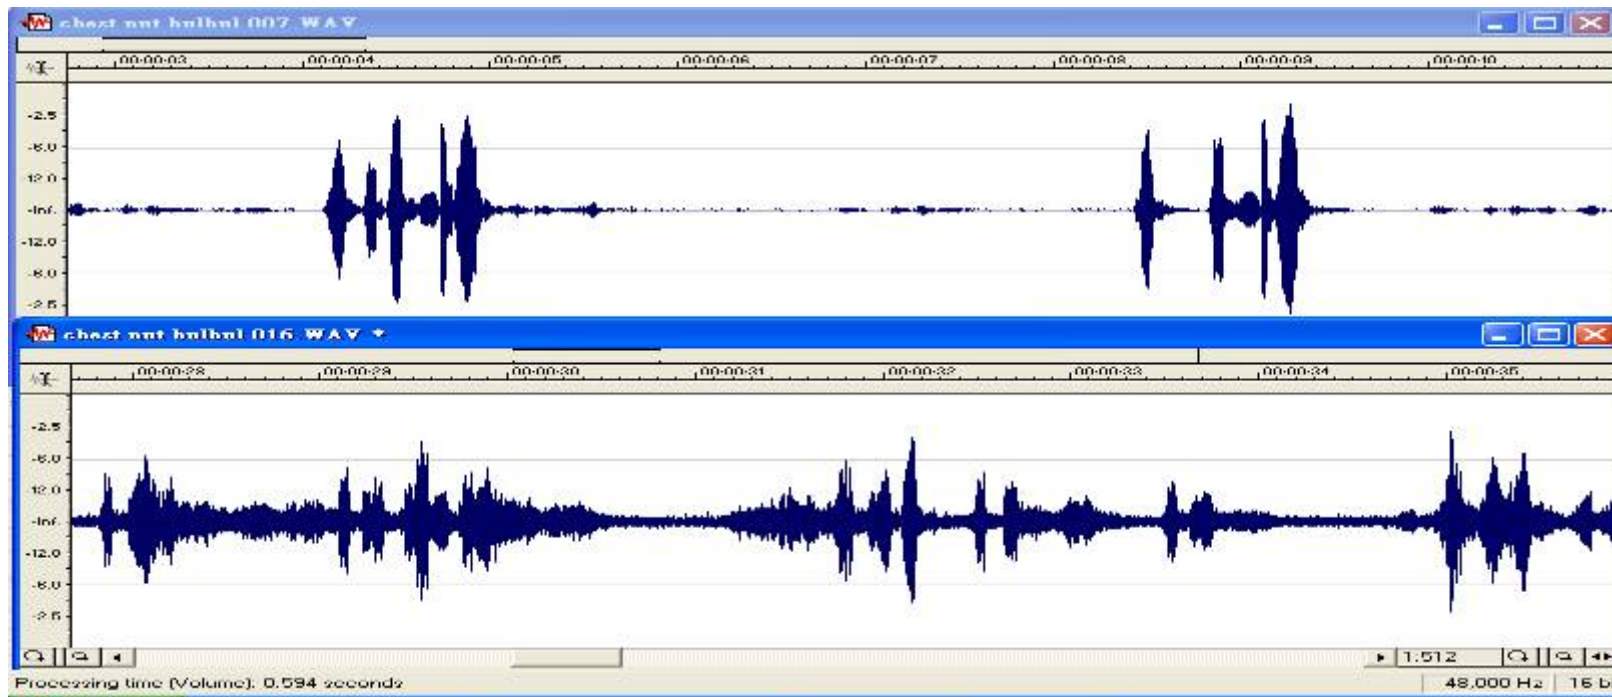 chest nut bulbul 007.WAV
00:00:03 00:00:04 00:00:05 00:00:06 00:00:07 00:00:08 00:00:09 00:00:10
-2.5
-6.0
-12.0
-Inf.
-12.0
-6.0
-2.5
chest nut bulbul 016.WAV *
00:00:28 00:00:29 00:00:30 00:00:31 00:00:32 00:00:33 00:00:34 00:00:35
-2.5
-6.0
-12.0
-Inf.
-12.0
-6.0
-2.5
1:512
Processing time (Volume): 0.594 seconds
48,000 Hz 16 b